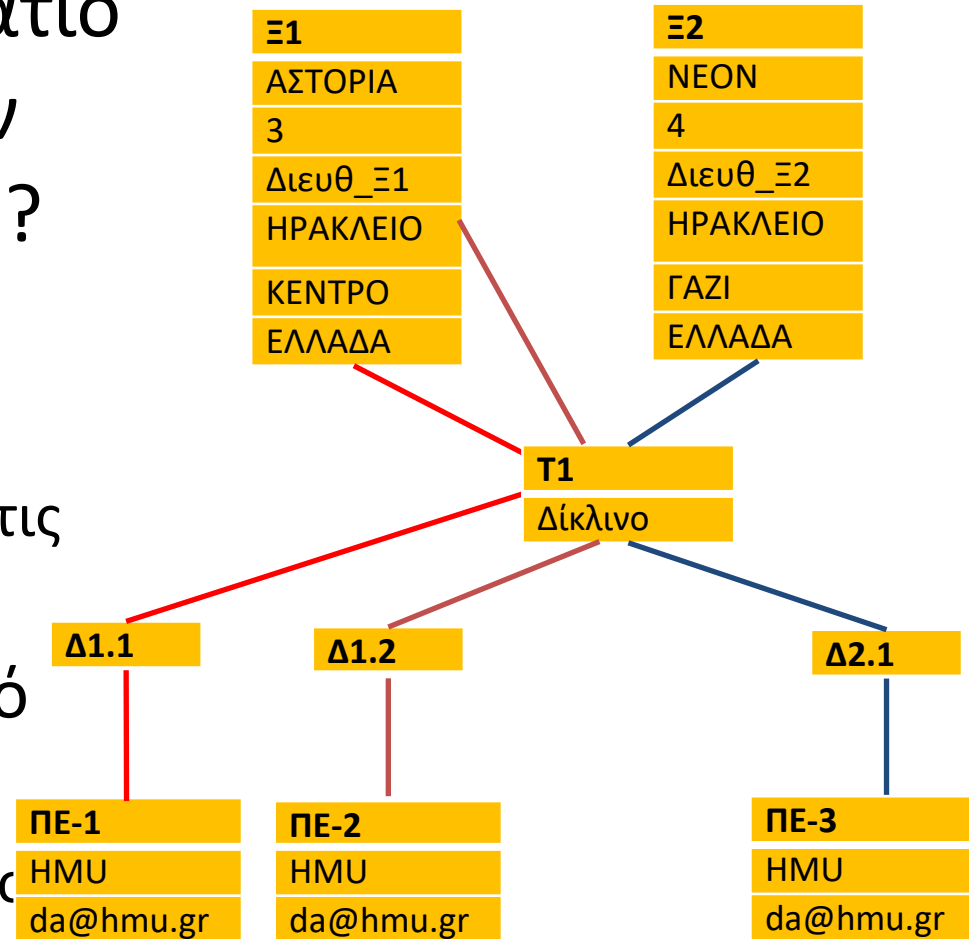 ?
Ξ1
ΑΣΤΟΡΙΑ
3
Διευθ_Ξ1
ΗΡΑΚΛΕΙΟ
ΚΕΝΤΡΟ
ΕΛΛΑΔΑ
Ξ2
ΝΕΟΝ
4
Διευθ_Ξ2
ΗΡΑΚΛΕΙΟ
ΓΑΖΙ
ΕΛΛΑΔΑ
Τ1
Δίκλινο
Δ1.1
Δ1.2
Δ2.1
ΠΕ-1
HMU
da@hmu.gr
ΠΕ-2
HMU
da@hmu.gr
ΠΕ-3
HMU
da@hmu.gr